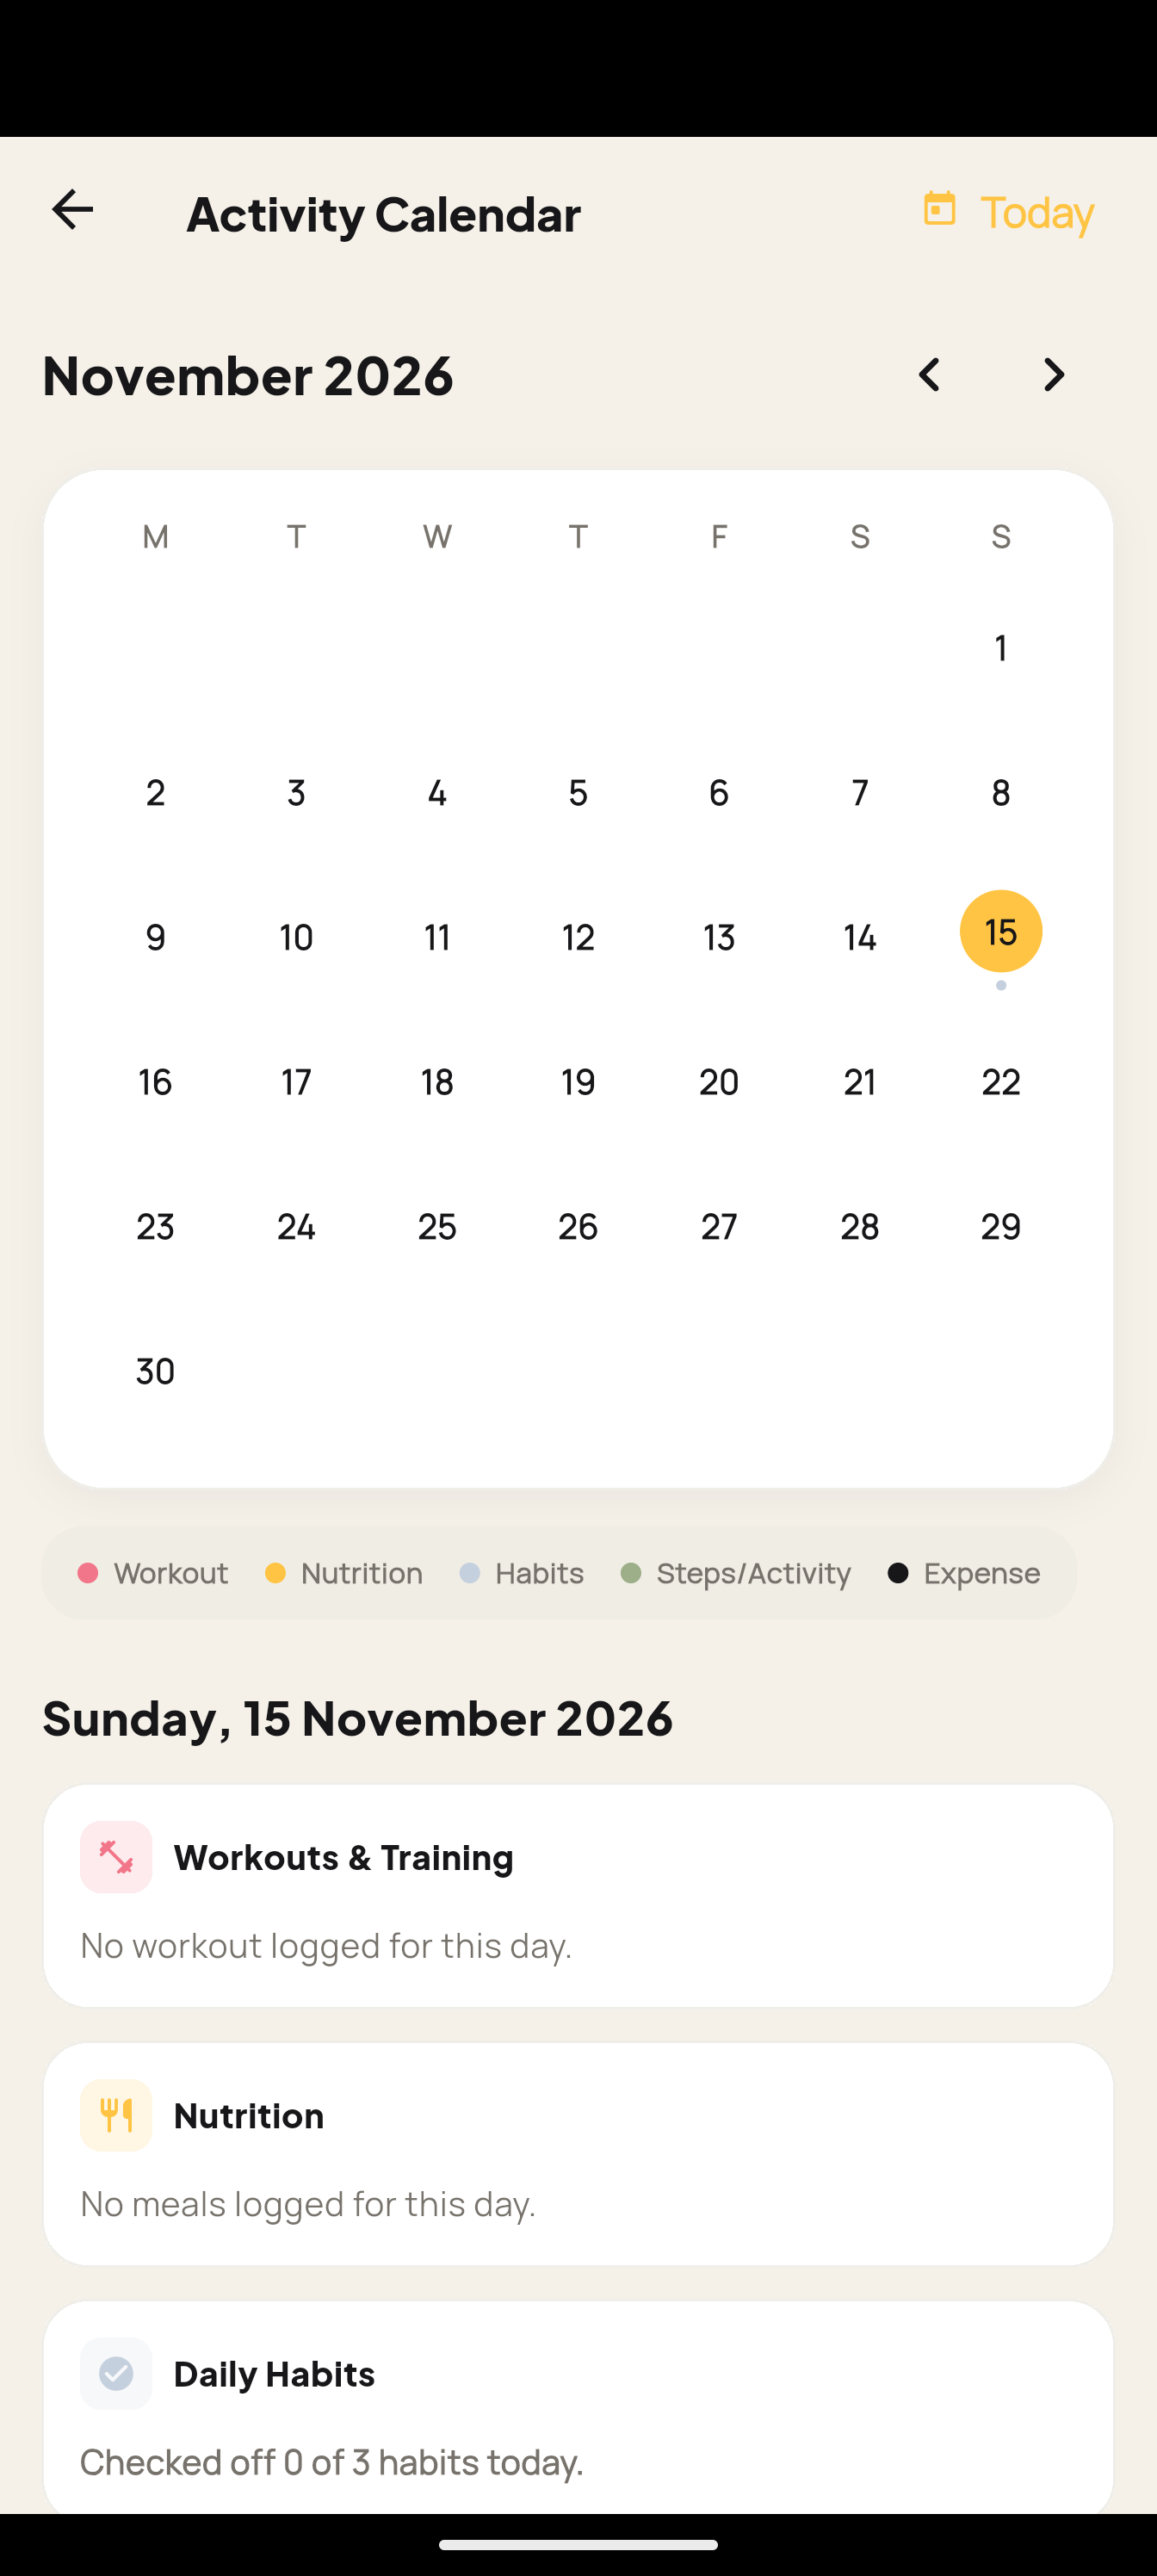 Activity Calendar
Today
November 2026
M T W T F S S
1
2 3 4 5 6 7 8
9 10 11 12 13 14 15
16 17 18 19 20 21 22
23 24 25 26 27 28 29
30
Workout Nutrition Habits Steps/Activity Expense
Sunday, 15 November 2026
Workouts & Training
No workout logged for this day.
Nutrition
No meals logged for this day.
Daily Habits
Checked off 0 of 3 habits today.